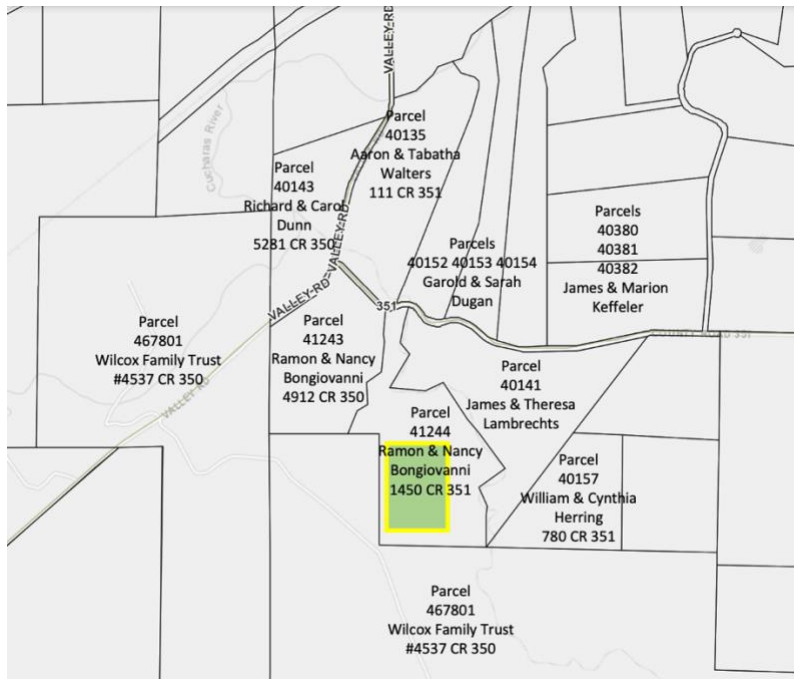 VALLEY RD
Cucharas River
Parcel
40135
Aaron & Tabatha
Walters
111 CR 351
Parcel
40143
Richard & Carol
Dunn
5281 CR 350
VALLEY RD
VALLEY RD
Parcels
40152 40153 40154
Garold & Sarah
Dugan
Parcels
40380
40381
40382
James & Marion
Keffeler
351
COUNTY ROAD 351
Parcel
467801
Wilcox Family Trust
#4537 CR 350
VALLEY RD
Parcel
41243
Ramon & Nancy
Bongiovanni
4912 CR 350
Parcel
40141
James & Theresa
Lambrechts
Parcel
41244
Ramon & Nancy
Bongiovanni
1450 CR 351
Parcel
40157
William & Cynthia
Herring
780 CR 351
Parcel
467801
Wilcox Family Trust
#4537 CR 350